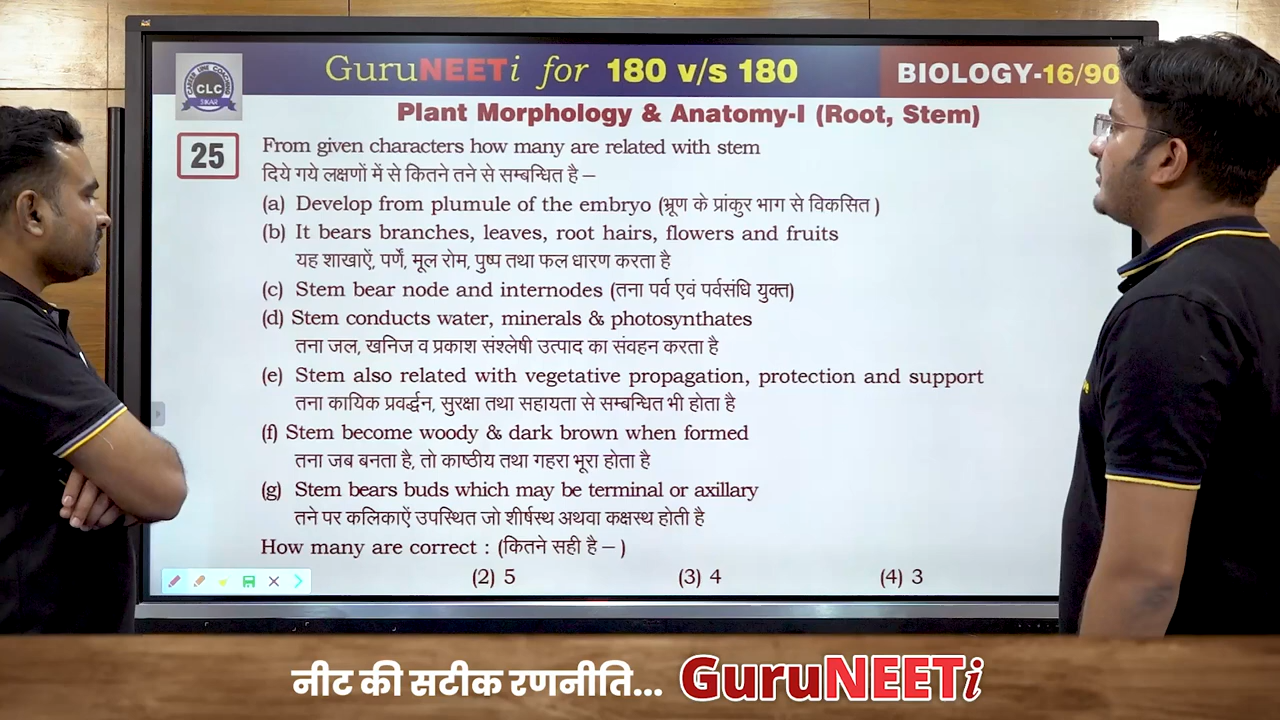 CAREER LINE COACHING
CLC
SIKAR
GuruNEETi for 180 v/s 180
BIOLOGY-16/90
Plant Morphology & Anatomy-I (Root, Stem)
25
From given characters how many are related with stem
दिये गये लक्षणों में से कितने तने से सम्बन्धित है –
(a) Develop from plumule of the embryo (भ्रूण के प्रांकुर भाग से विकसित )
(b) It bears branches, leaves, root hairs, flowers and fruits
यह शाखाऐं, पर्णे, मूल रोम, पुष्प तथा फल धारण करता है
(c) Stem bear node and internodes (तना पर्व एवं पर्वसंधि युक्त)
(d) Stem conducts water, minerals & photosynthates
तना जल, खनिज व प्रकाश संश्लेषी उत्पाद का संवहन करता है
(e) Stem also related with vegetative propagation, protection and support
तना कायिक प्रवर्द्धन, सुरक्षा तथा सहायता से सम्बन्धित भी होता है
(f) Stem become woody & dark brown when formed
तना जब बनता है, तो काष्ठीय तथा गहरा भूरा होता है
(g) Stem bears buds which may be terminal or axillary
तने पर कलिकाऐं उपस्थित जो शीर्षस्थ अथवा कक्षस्थ होती है
How many are correct : (कितने सही है – )
(2) 5 (3) 4 (4) 3
नीट की सटीक रणनीति... GuruNEETi